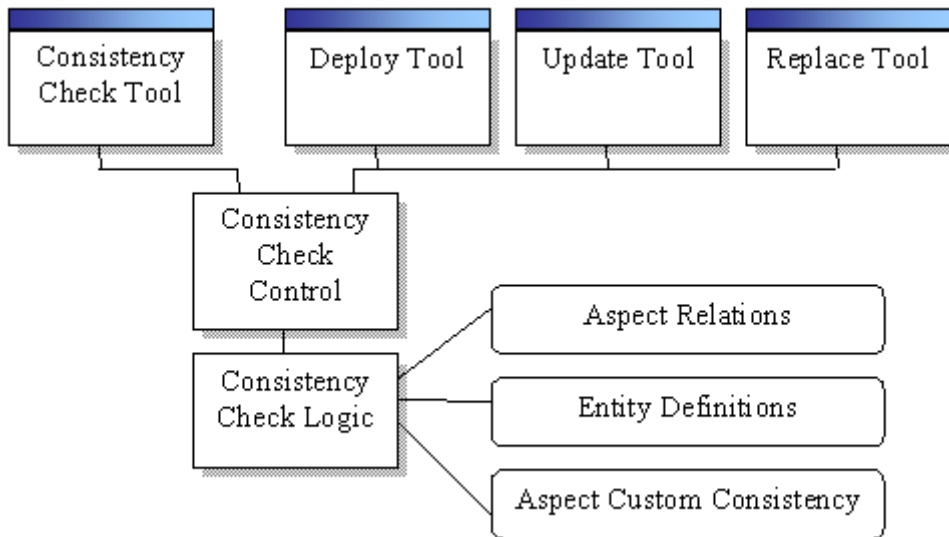 Consistency
Check Tool
Deploy Tool
Update Tool
Replace Tool
Consistency
Check
Control
Aspect Relations
Consistency
Check Logic
Entity Definitions
Aspect Custom Consistency